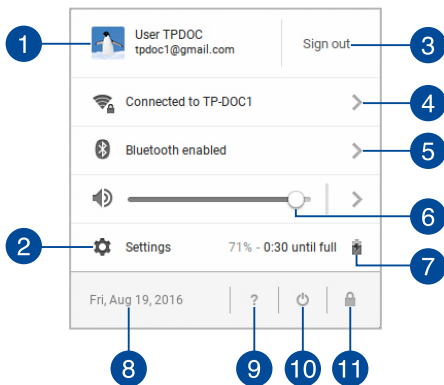 1 User TPDOC
tpdoc1@gmail.com
Sign out 3
Connected to TP-DOC1 4
Bluetooth enabled 5
6
2 Settings 71% - 0:30 until full
7
Fri, Aug 19, 2016 ?
8 9 10 11